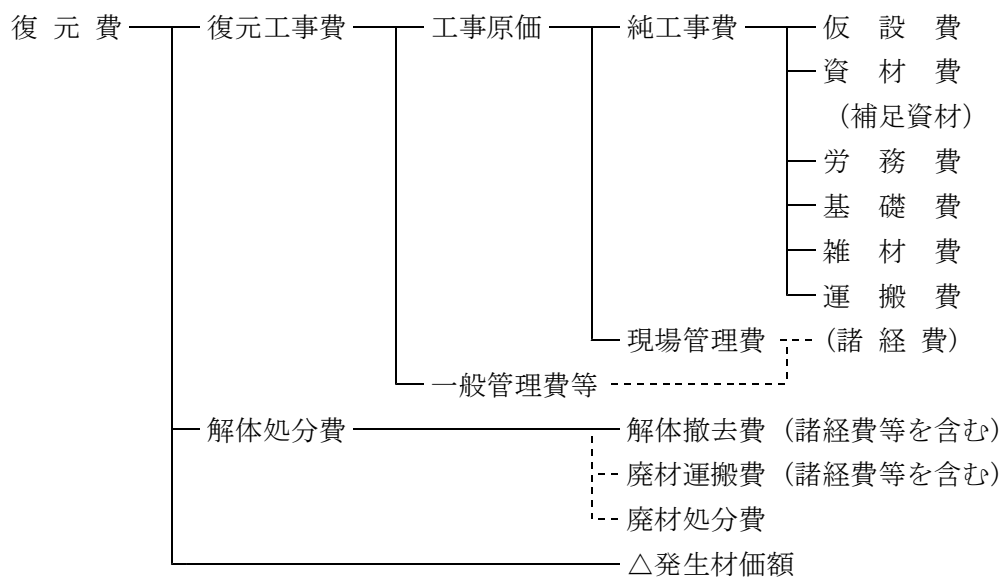 復元費 復元工事費 工事原価 純工事費 仮設費
資材費
(補足資材)
労務費
基礎費
雑材費
運搬費
現場管理費 (諸経費)
一般管理費等
解体処分費 解体撤去費(諸経費等を含む)
廃材運搬費(諸経費等を含む)
廃材処分費
△発生材価額